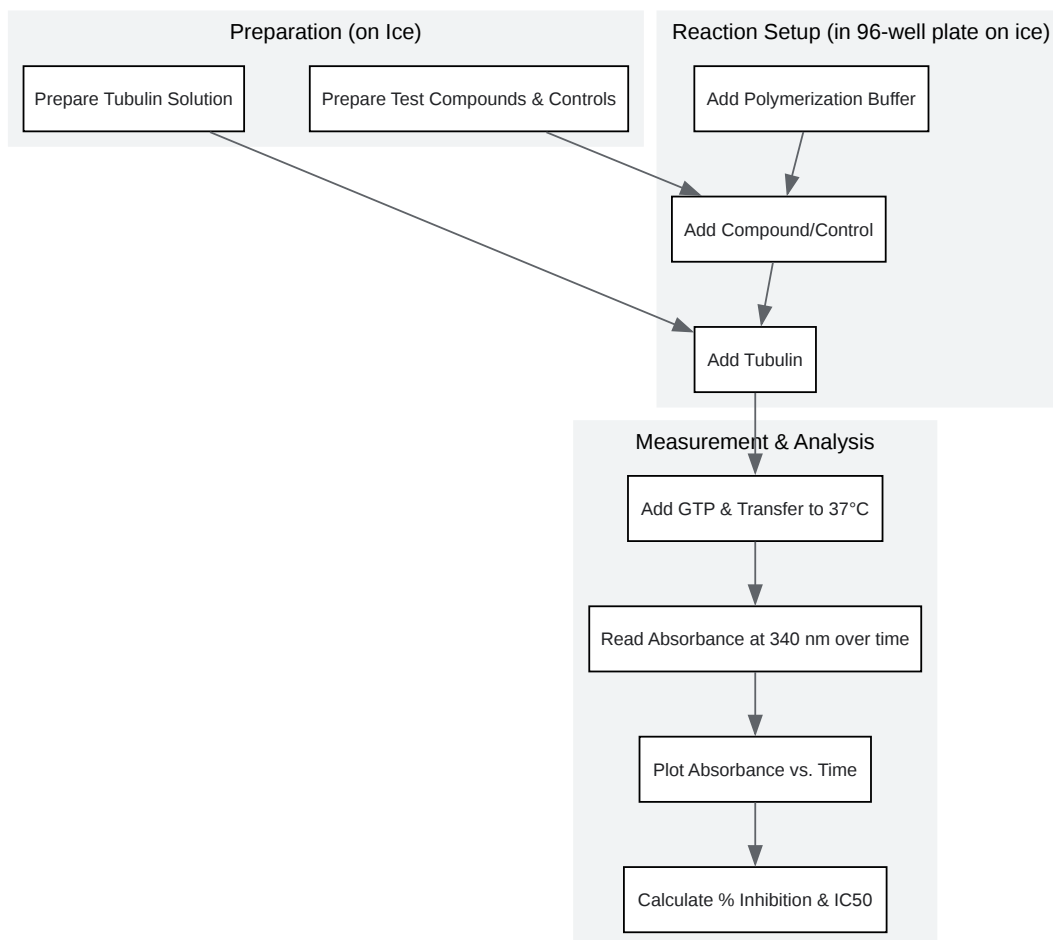 Preparation (on Ice)
Reaction Setup (in 96-well plate on ice)
Prepare Tubulin Solution
Prepare Test Compounds & Controls
Add Polymerization Buffer
Add Compound/Control
Add Tubulin
Measurement & Analysis
Add GTP & Transfer to 37°C
Read Absorbance at 340 nm over time
Plot Absorbance vs. Time
Calculate % Inhibition & IC50